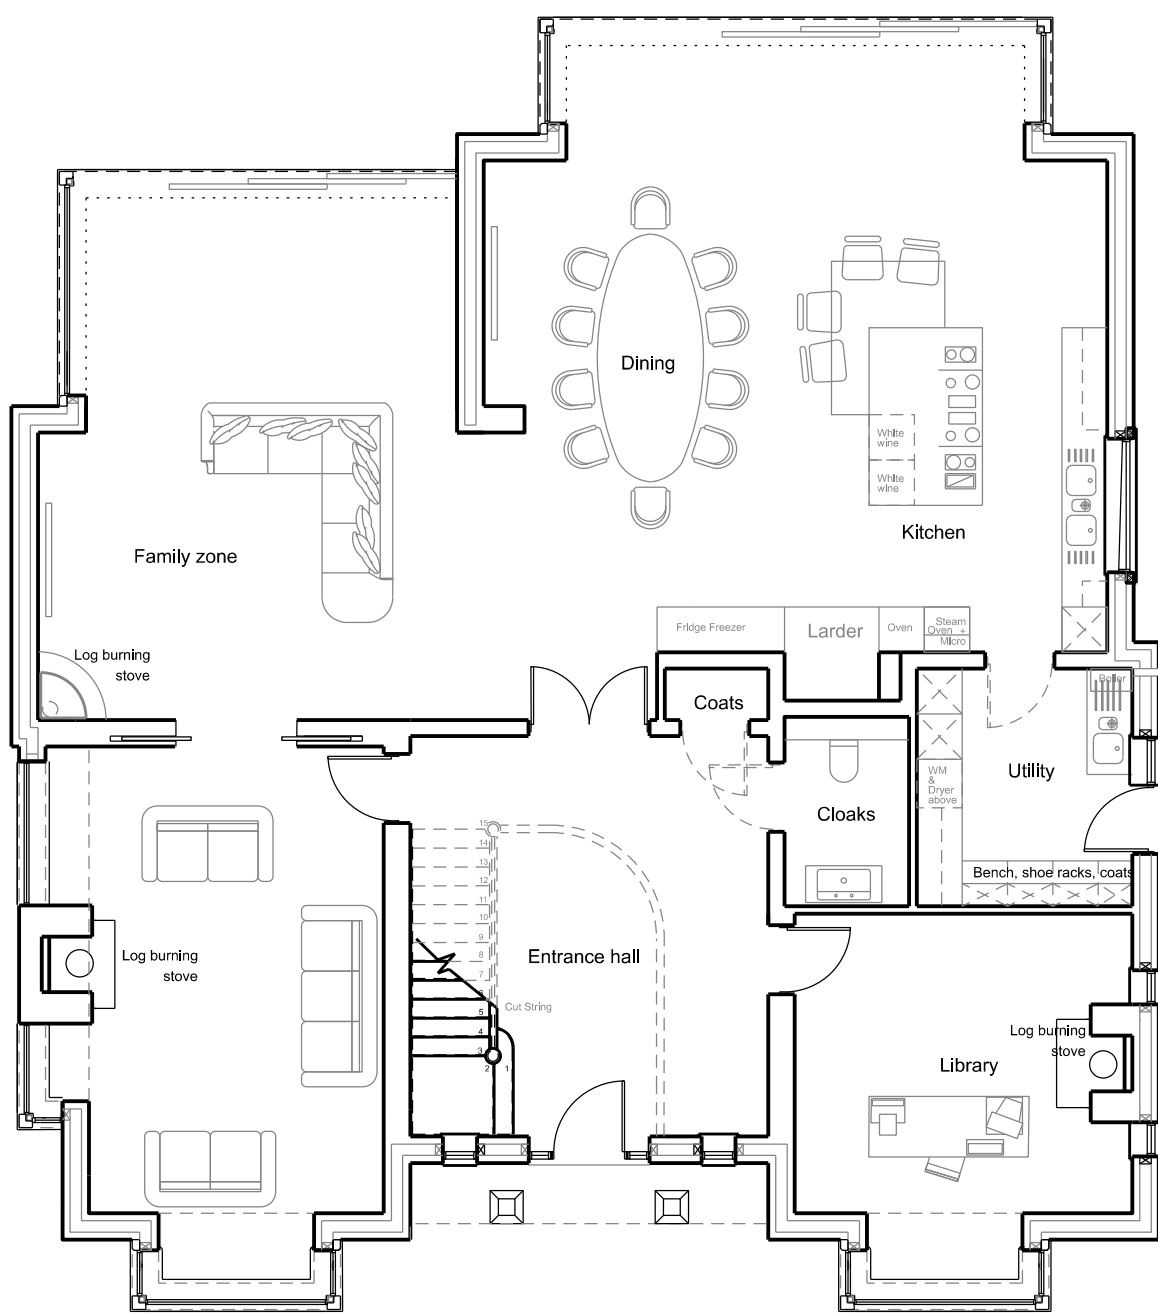 Dining
White
wine
White
wine
Kitchen
Family zone
Fridge Freezer
Larder
Oven
Steam
Oven +
Micro
Log burning
stove
Boiler
Coats
Utility
WM
&
Dryer
above
Cloaks
15
14
13
12
11
10
9
8
7
6
5
4
3
2
1
Bench, shoe racks, coats
Log burning
stove
Entrance hall
Cut String
Log burning
stove
Library